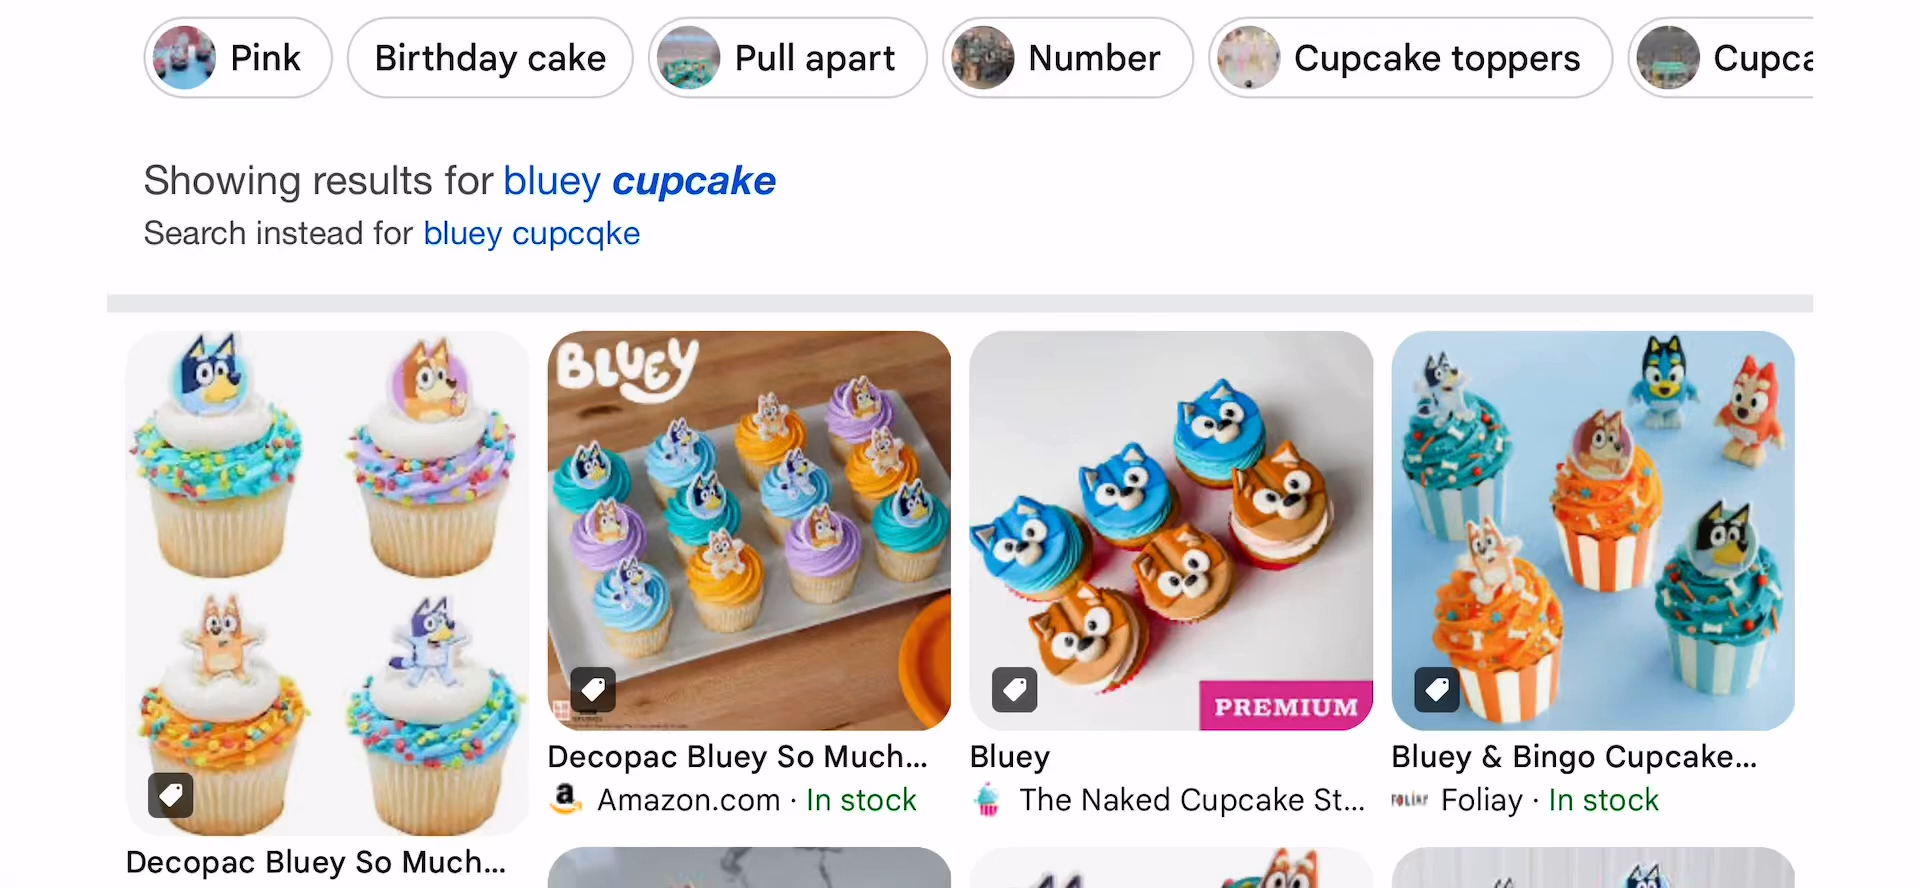 Pink
Birthday cake
Pull apart
Number
Cupcake toppers
Cupca
Showing results for bluey cupcake
Search instead for bluey cupcqke
BLUEY
PREMIUM
Decopac Bluey So Much...
a Amazon.com · In stock
Bluey
The Naked Cupcake St...
Bluey & Bingo Cupcake...
FOLIAY Foliay · In stock
Decopac Bluey So Much...